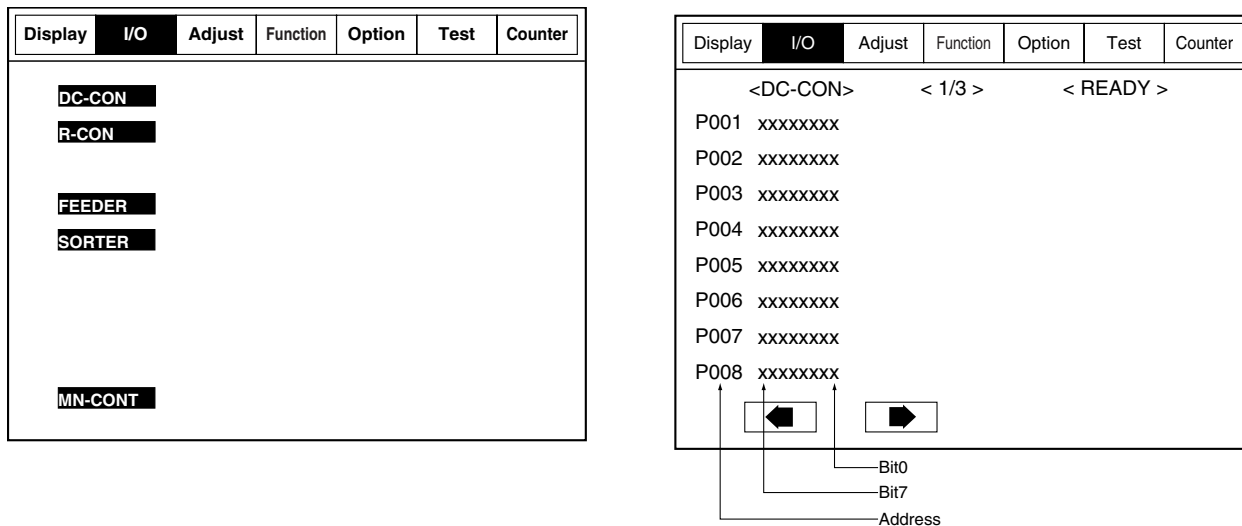 Display I/O Adjust Function Option Test Counter
DC-CON
R-CON
FEEDER
SORTER
MN-CONT
Display I/O Adjust Function Option Test Counter
<DC-CON> < 1/3 > < READY >
P001 xxxxxxxx
P002 xxxxxxxx
P003 xxxxxxxx
P004 xxxxxxxx
P005 xxxxxxxx
P006 xxxxxxxx
P007 xxxxxxxx
P008 xxxxxxxx
Bit0
Bit7
Address